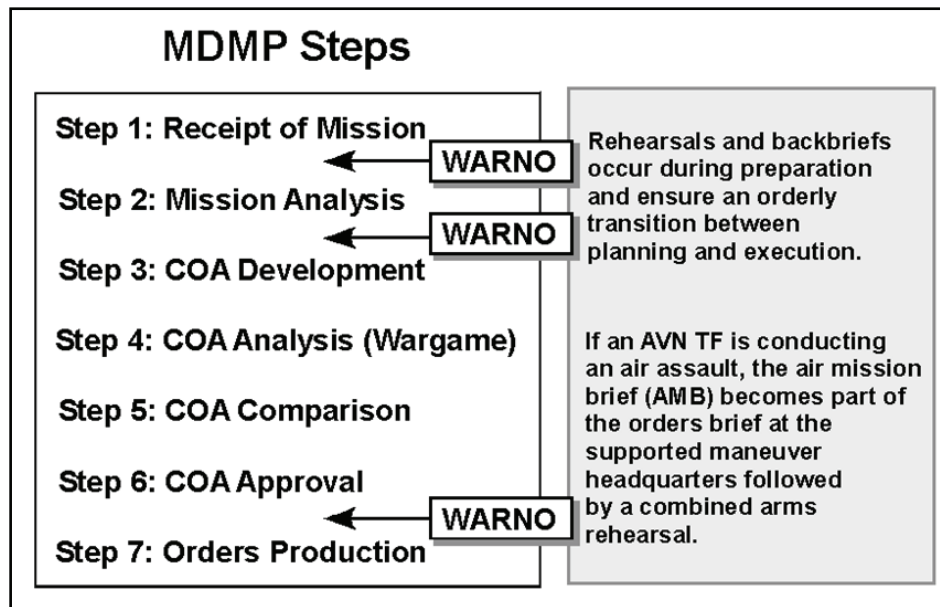 MDMP Steps
Step 1: Receipt of Mission
WARNO
Step 2: Mission Analysis
WARNO
Step 3: COA Development
Step 4: COA Analysis (Wargame)
Step 5: COA Comparison
Step 6: COA Approval
WARNO
Step 7: Orders Production
Rehearsals and backbriefs
occur during preparation
and ensure an orderly
transition between
planning and execution.
If an AVN TF is conducting
an air assault, the air mission
brief (AMB) becomes part of
the orders brief at the
supported maneuver
headquarters followed
by a combined arms
rehearsal.